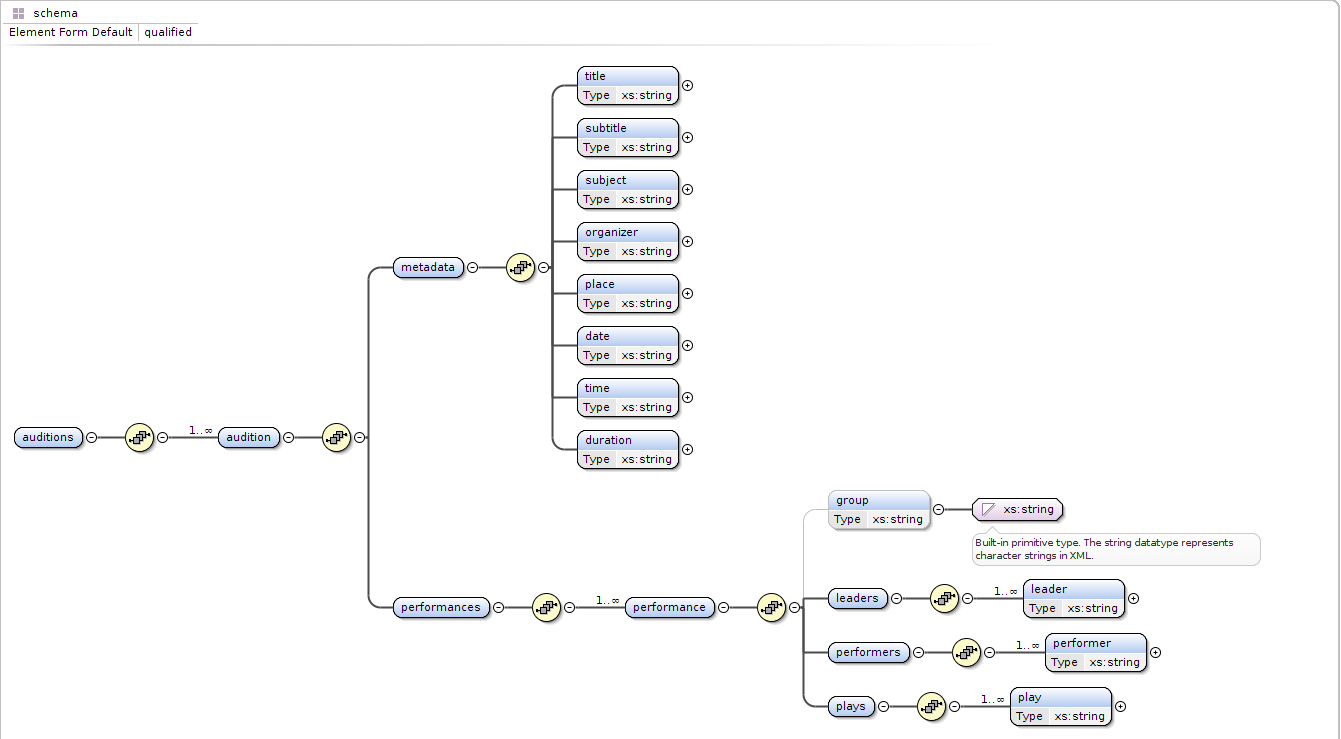 schema
Element Form Default qualified
title
Type xs:string
subtitle
Type xs:string
subject
Type xs:string
organizer
Type xs:string
place
Type xs:string
date
Type xs:string
time
Type xs:string
duration
Type xs:string
metadata
auditions
1..∞
audition
performances
1..∞
performance
group
Type xs:string
xs:string
Built-in primitive type. The string datatype represents
character strings in XML.
leaders
1..∞
leader
Type xs:string
performers
1..∞
performer
Type xs:string
plays
1..∞
play
Type xs:string